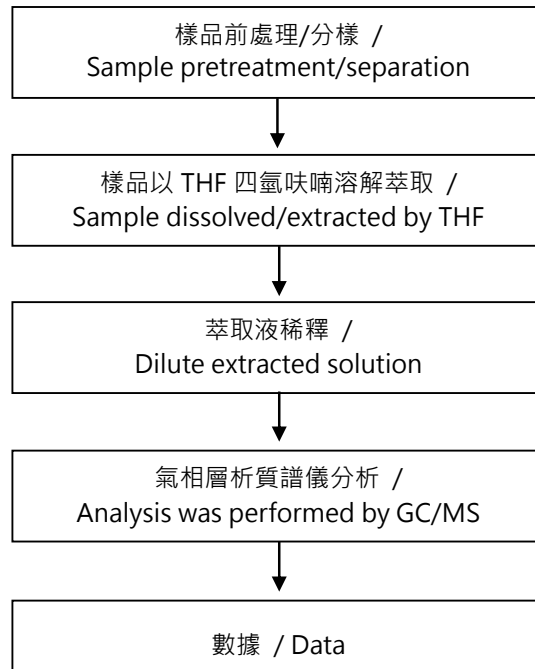 樣品前處理/分樣 /
Sample pretreatment/separation
樣品以 THF 四氫呋喃溶解萃取 /
Sample dissolved/extracted by THF
萃取液稀釋 /
Dilute extracted solution
氣相層析質譜儀分析 /
Analysis was performed by GC/MS
數據 / Data